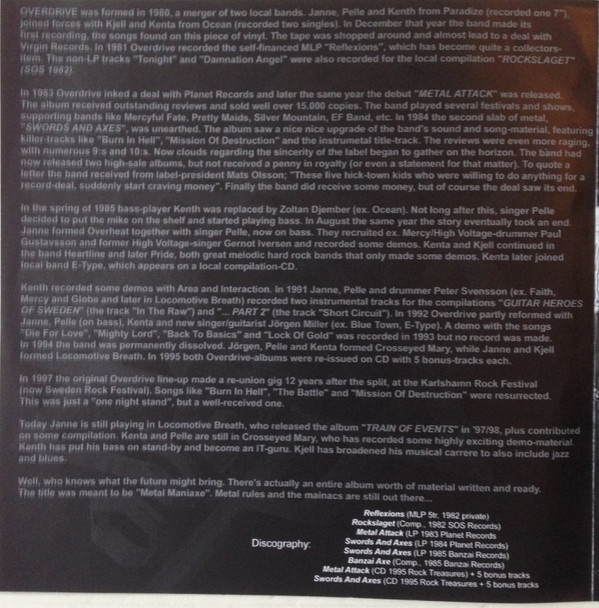 OVERDRIVE was formed in 1980, a merger of two local bands. Janne, Pelle and Kenth from Paradize (recorded one 7"),
joined forces with Kjell and Kenta from Ocean (recorded two singles). In December that year the band made its
first recording, the songs found on this piece of vinyl. The tape was shopped around and almost lead to a deal with
Virgin Records. In 1981 Overdrive recorded the self-financed MLP "Reflexions", which has become quite a collectors-
item. The non-LP tracks "Tonight" and "Damnation Angel" were also recorded for the local compilation "ROCKSLAGET"
(SOS 1982).
In 1983 Overdrive inked a deal with Planet Records and later the same year the debut "METAL ATTACK" was released.
The album received outstanding reviews and sold well over 15.000 copies. The band played several festivals and shows,
supporting bands like Mercyful Fate, Pretty Maids, Silver Mountain, EF Band, etc. In 1984 the second slab of metal,
"SWORDS AND AXES", was unearthed. The album saw a nice nice upgrade of the band's sound and song-material, featuring
killer-tracks like "Burn In Hell", "Mission Of Destruction" and the instrumetal title-track. The reviews were even more raging,
with numerous 9:s and 10:s. Now clouds regarding the sincerity of the label began to gather on the horizon. The band had
now released two high-sale albums, but not received a penny in royalty (or even a statement for that matter). To quote a
letter the band received from label-president Mats Olsson; "These five hick-town kids who were willing to do anything for a
record-deal, suddenly start craving money". Finally the band did receive some money, but of course the deal saw its end.
In the spring of 1985 bass-player Kenth was replaced by Zoltan Djember (ex. Ocean). Not long after this, singer Pelle
decided to put the mike on the shelf and started playing bass. In August the same year the story eventually took an end.
Janne formed Overheat together with singer Pelle, now on bass. They recruited ex. Mercy/High Voltage-drummer Paul
Gustavsson and former High Voltage-singer Gernot Iversen and recorded some demos. Kenta and Kjell continued in
the band Heartline and later Pride, both great melodic hard rock bands that only made some demos. Kenta later joined
local band E-Type, which appears on a local compilation-CD.
Kenth recorded some demos with Area and Interaction. In 1991 Janne, Pelle and drummer Peter Svensson (ex. Faith,
Mercy and Globe and later in Locomotive Breath) recorded two instrumental tracks for the compilations "GUITAR HEROES
OF SWEDEN" (the track "In The Raw") and "... PART 2" (the track "Short Circuit"). In 1992 Overdrive partly reformed with
Janne, Pelle (on bass), Kenta and new singer/guitarist Jörgen Miller (ex. Blue Town, E-Type). A demo with the songs
"Die For Love", "Mighty Lord", "Back To Basics" and "Lock Of Gold" was recorded in 1993 but no record was made.
In 1994 the band was permanently dissolved. Jörgen, Pelle and Kenta formed Crosseyed Mary, while Janne and Kjell
formed Locomotive Breath. In 1995 both Overdrive-albums were re-issued on CD with 5 bonus-tracks each.
In 1997 the original Overdrive line-up made a re-union gig 12 years after the split, at the Karlshamn Rock Festival
(now Sweden Rock Festival). Songs like "Burn In Hell", "The Battle" and "Mission Of Destruction" were resurrected.
This was just a "one night stand", but a well-received one.
Today Janne is still playing in Locomotive Breath, who released the album "TRAIN OF EVENTS" in '97/98, plus contributed
on some compilation. Kenta and Pelle are still in Crosseyed Mary, who has recorded some highly exciting demo-material.
Kenth has put his bass on stand-by and become an IT-guru. Kjell has broadened his musical carrere to also include jazz
and blues.
Well, who knows what the future might bring. There's actually an entire album worth of material written and ready.
The title was meant to be "Metal Maniaxe". Metal rules and the mainacs are still out there...
Discography:
Reflexions (MLP 5tr, 1982 private)
Rockslaget (Comp., 1982 SOS Records)
Metal Attack (LP 1983 Planet Records
Swords And Axes (LP 1984 Planet Records)
Swords And Axes (LP 1985 Banzai Records)
Banzai Axe (Comp., 1985 Banzai Records)
Metal Attack (CD 1995 Rock Treasures) + 5 bonus tracks
Swords And Axes (CD 1995 Rock Treasures) + 5 bonus tracks